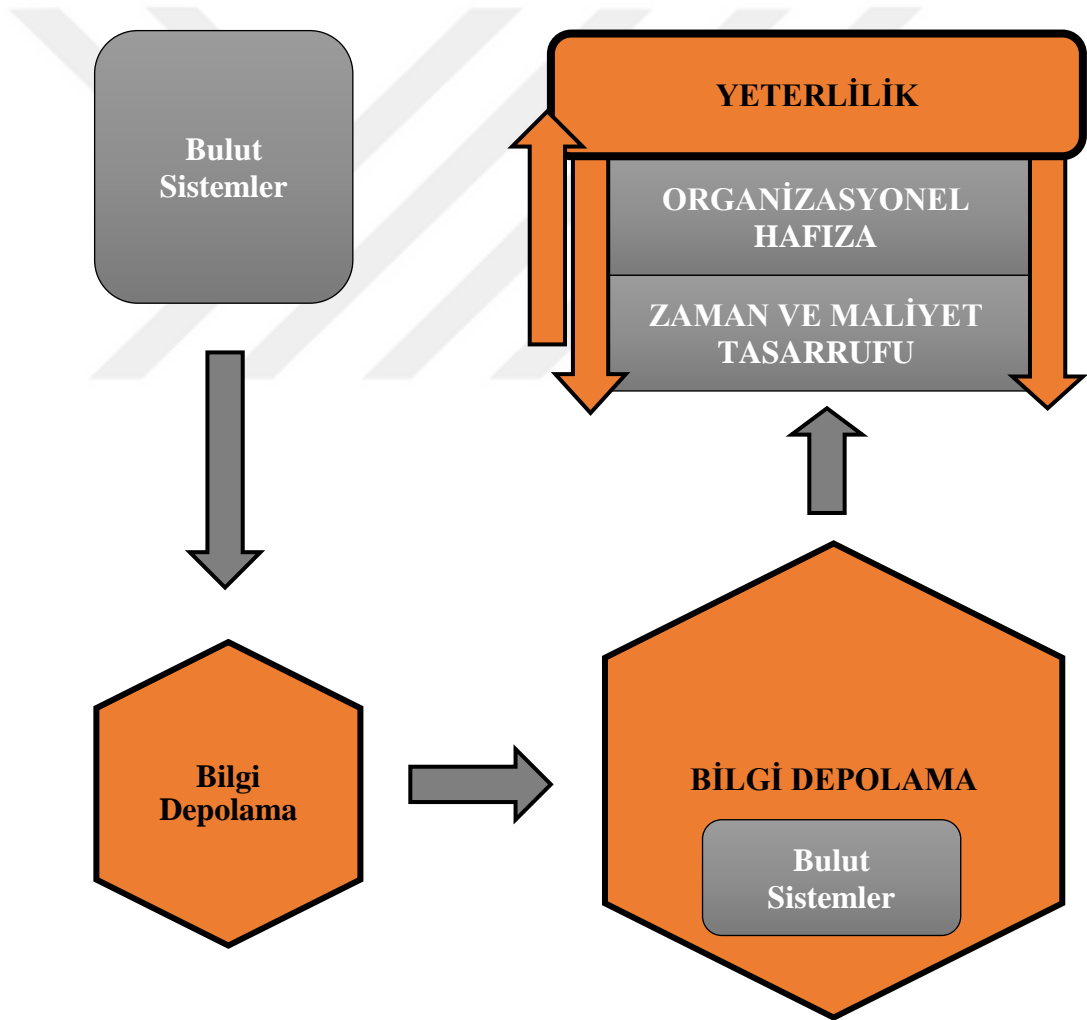 Bulut
Sistemler
YETERLİLİK
ORGANİZASYONEL
HAFIZA
ZAMAN VE MALİYET
TASARRUFU
Bilgi
Depolama
BİLGİ DEPOLAMA
Bulut
Sistemler